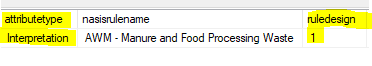 attributetype nasisrulename ruledesign
Interpretation AWM - Manure and Food Processing Waste 1